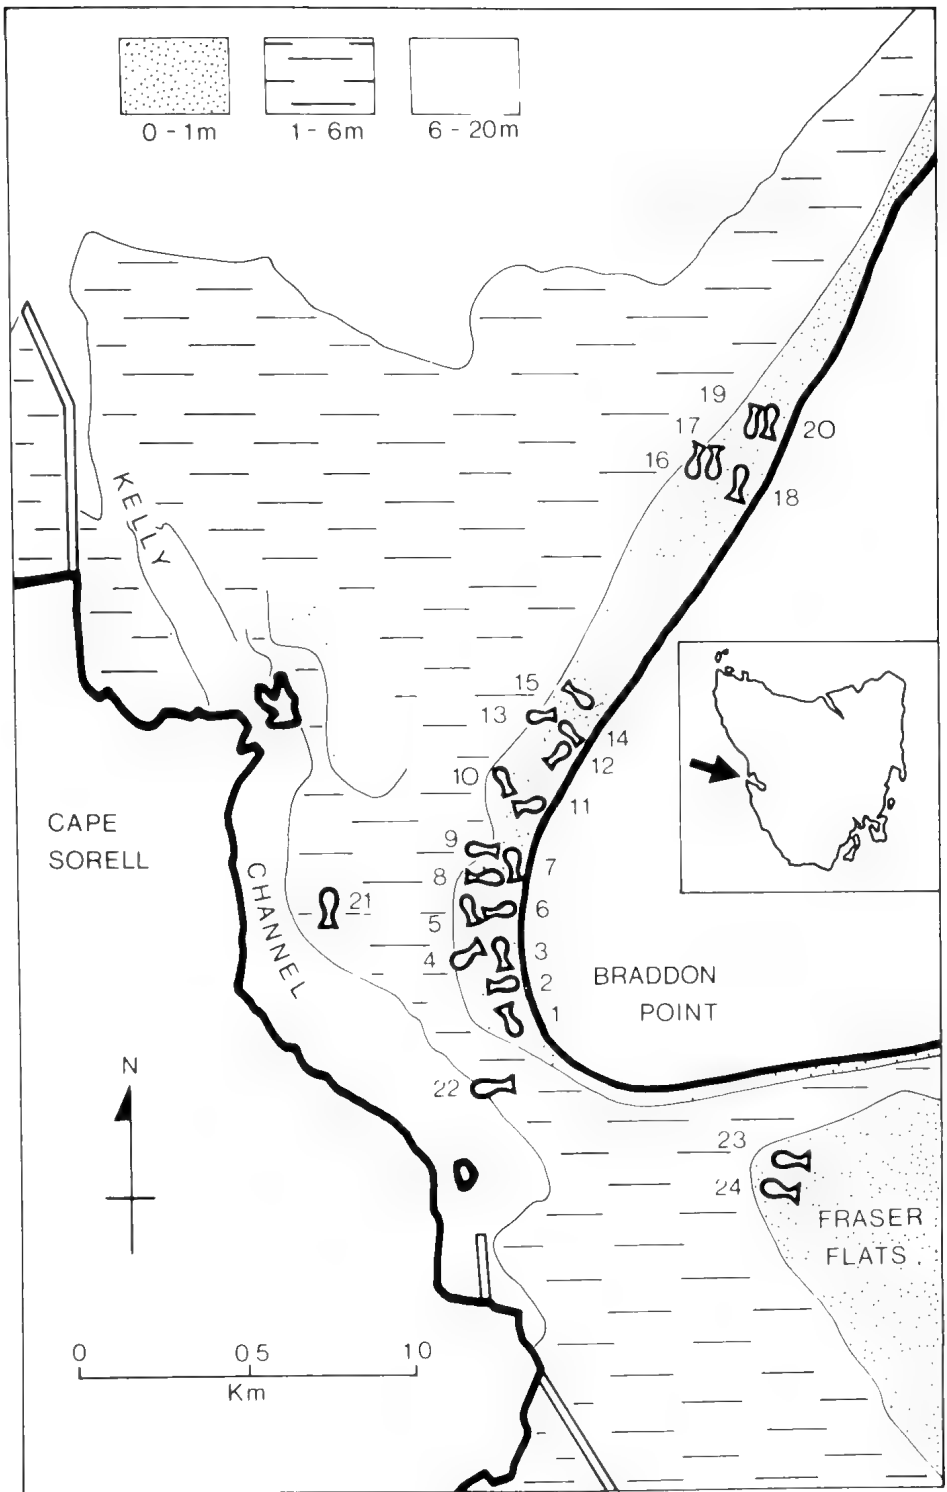 0-1m
1-6m
6-20m
KELLY
CHANNEL
19
17
20
16
18
15
13
14
12
10
11
9
7
8
21
6
5
3
4
2
1
CAPE
SORELL
BRADDON
POINT
N
22
23
24
FRASER
FLATS
0
0.5
1.0
Km